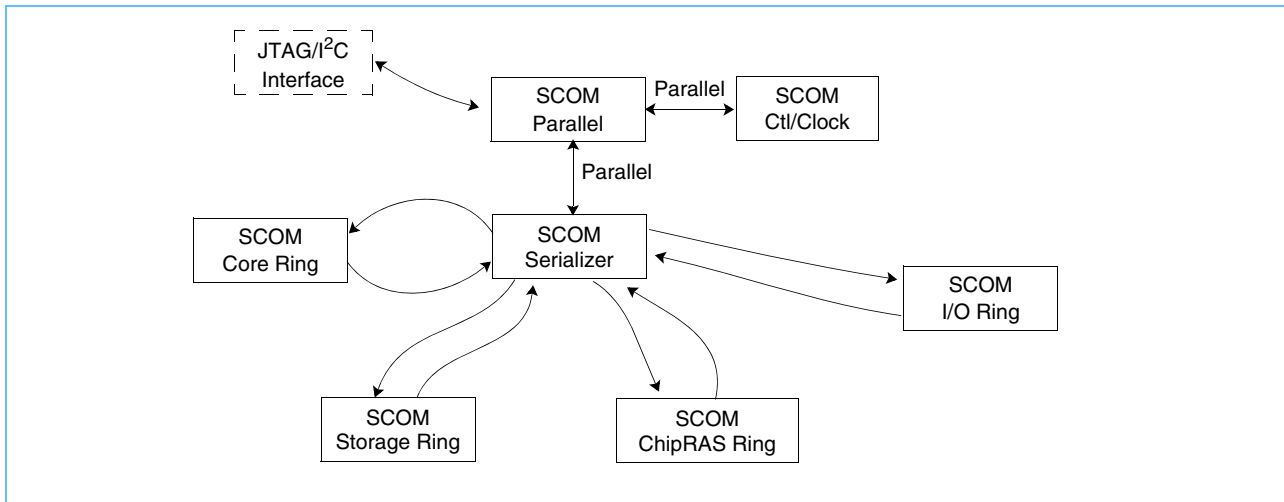 JTAG/I²C
Interface
SCOM
Parallel
Parallel
SCOM
Ctl/Clock
Parallel
SCOM
Core Ring
SCOM
Serializer
SCOM
I/O Ring
SCOM
Storage Ring
SCOM
ChipRAS Ring